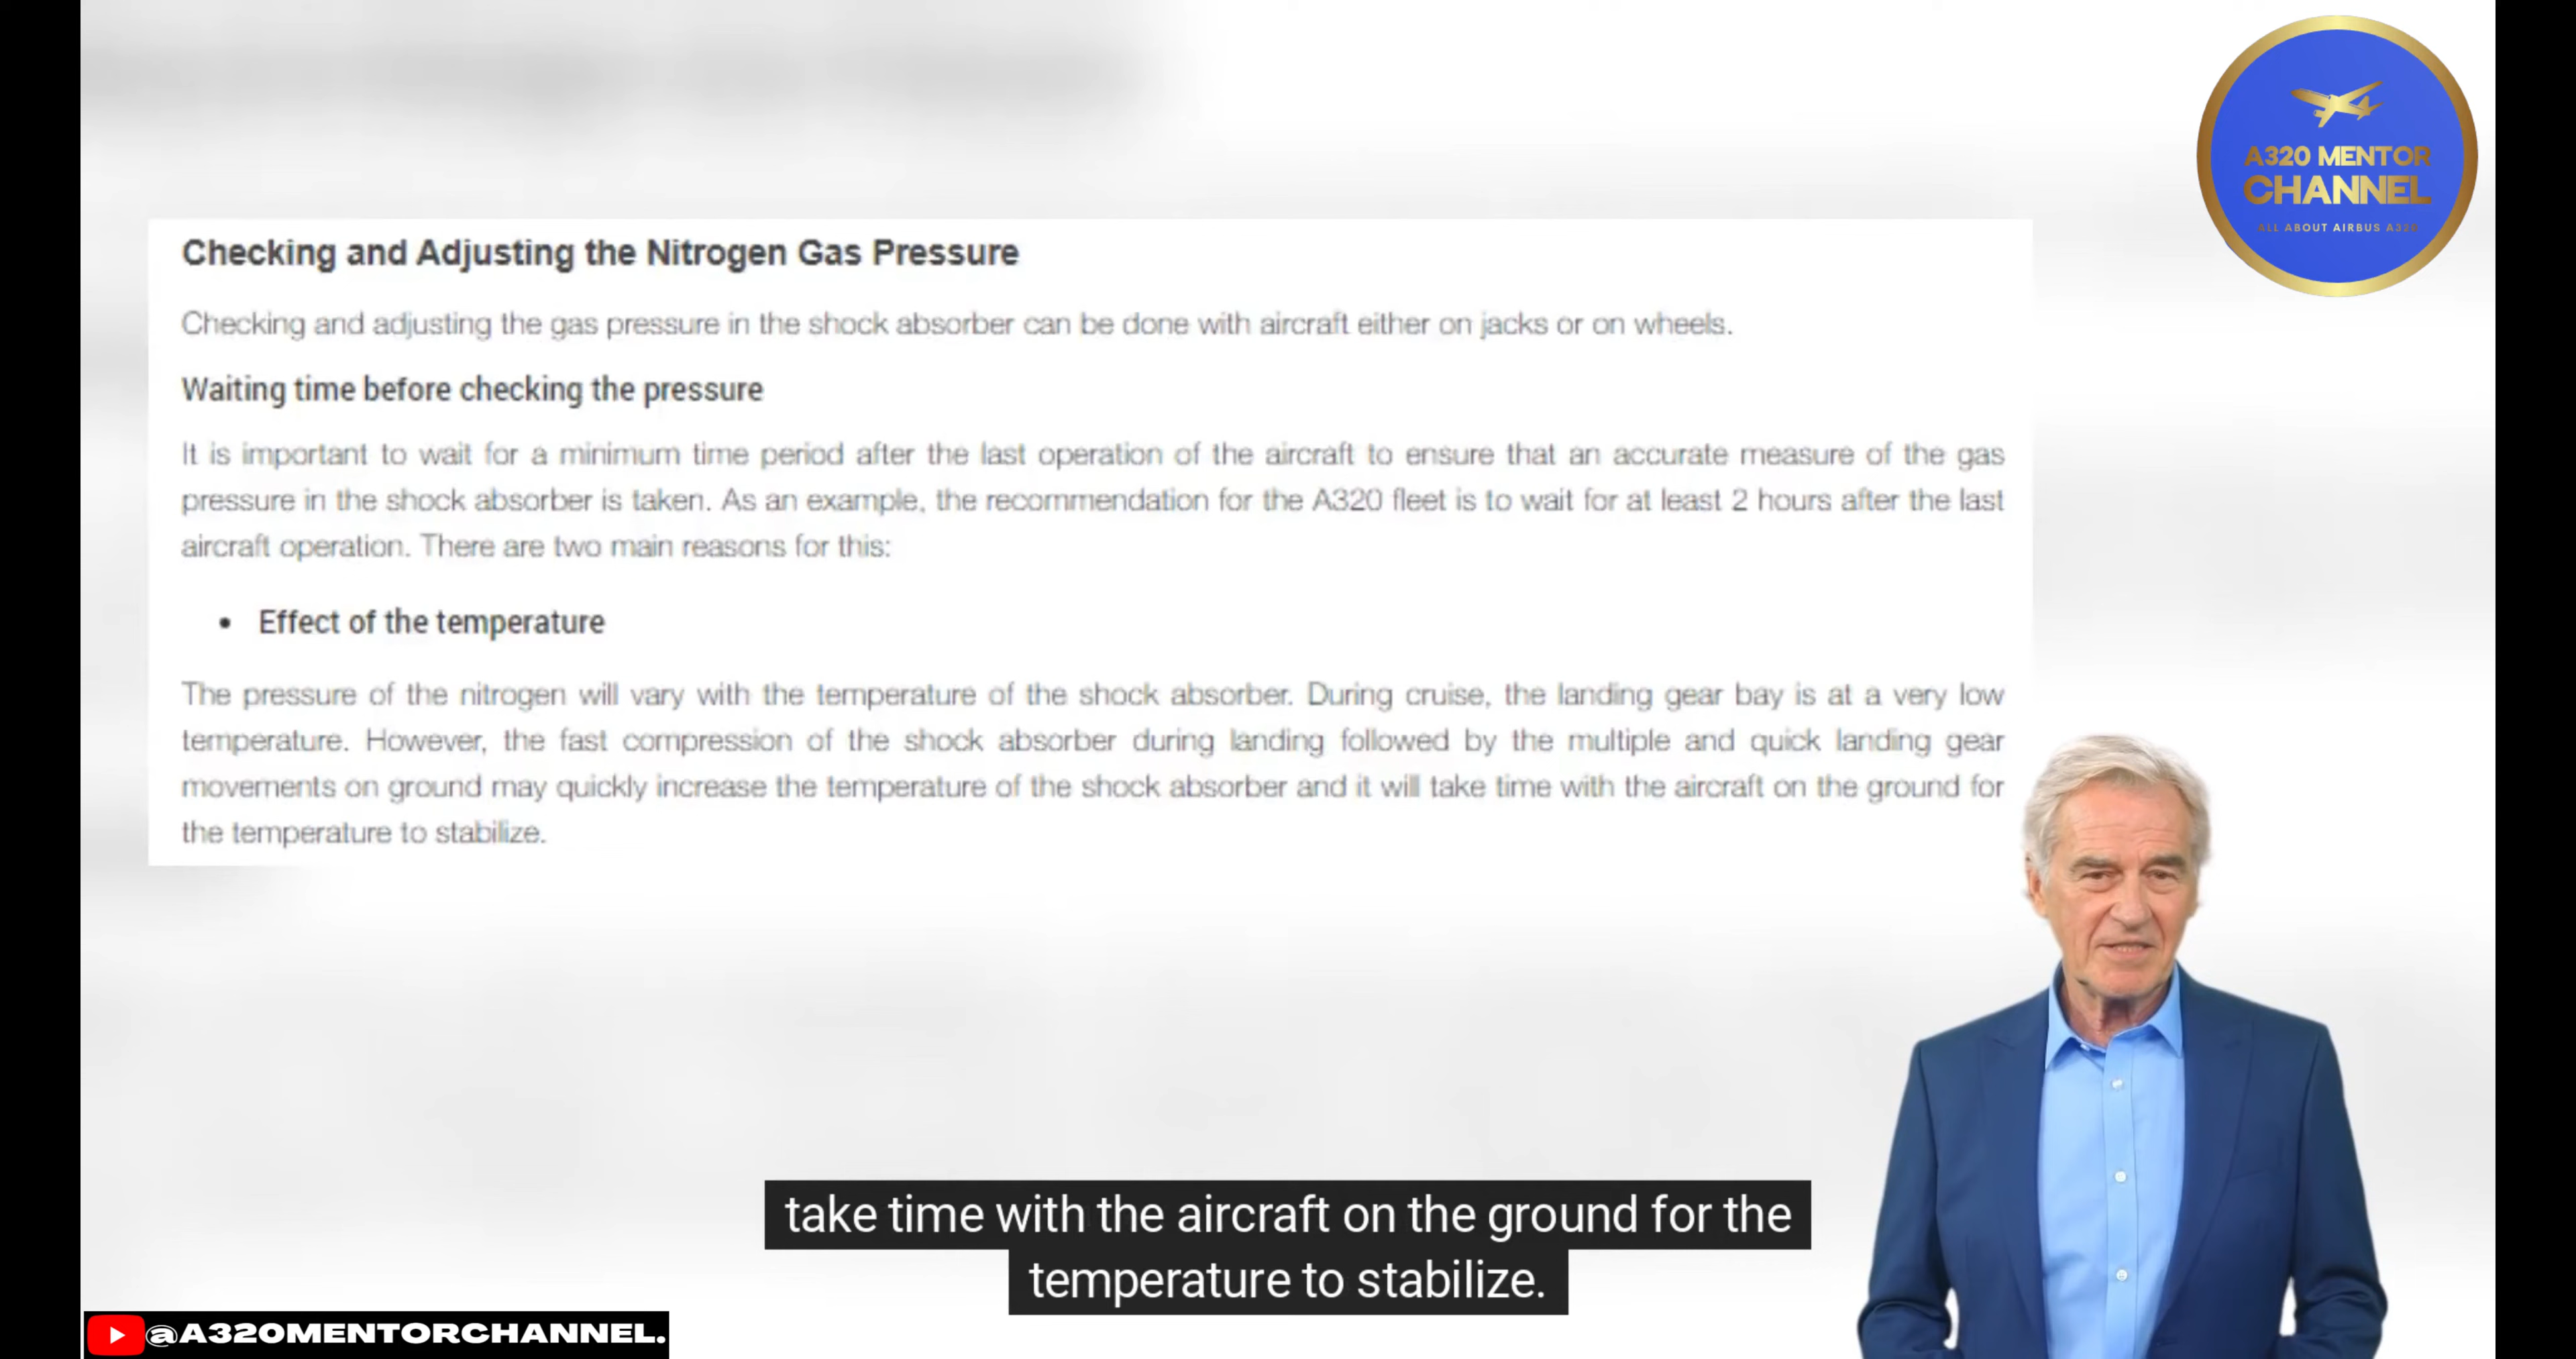 A320 MENTOR
CHANNEL
ALL ABOUT AIRBUS A320
Checking and Adjusting the Nitrogen Gas Pressure
Checking and adjusting the gas pressure in the shock absorber can be done with aircraft either on jacks or on wheels.
Waiting time before checking the pressure
It is important to wait for a minimum time period after the last operation of the aircraft to ensure that an accurate measure of the gas
pressure in the shock absorber is taken. As an example, the recommendation for the A320 fleet is to wait for at least 2 hours after the last
aircraft operation. There are two main reasons for this:
• Effect of the temperature
The pressure of the nitrogen will vary with the temperature of the shock absorber. During cruise, the landing gear bay is at a very low
temperature. However, the fast compression of the shock absorber during landing followed by the multiple and quick landing gear
movements on ground may quickly increase the temperature of the shock absorber and it will take time with the aircraft on the ground for
the temperature to stabilize.
take time with the aircraft on the ground for the
temperature to stabilize.
@A320MENTORCHANNEL.